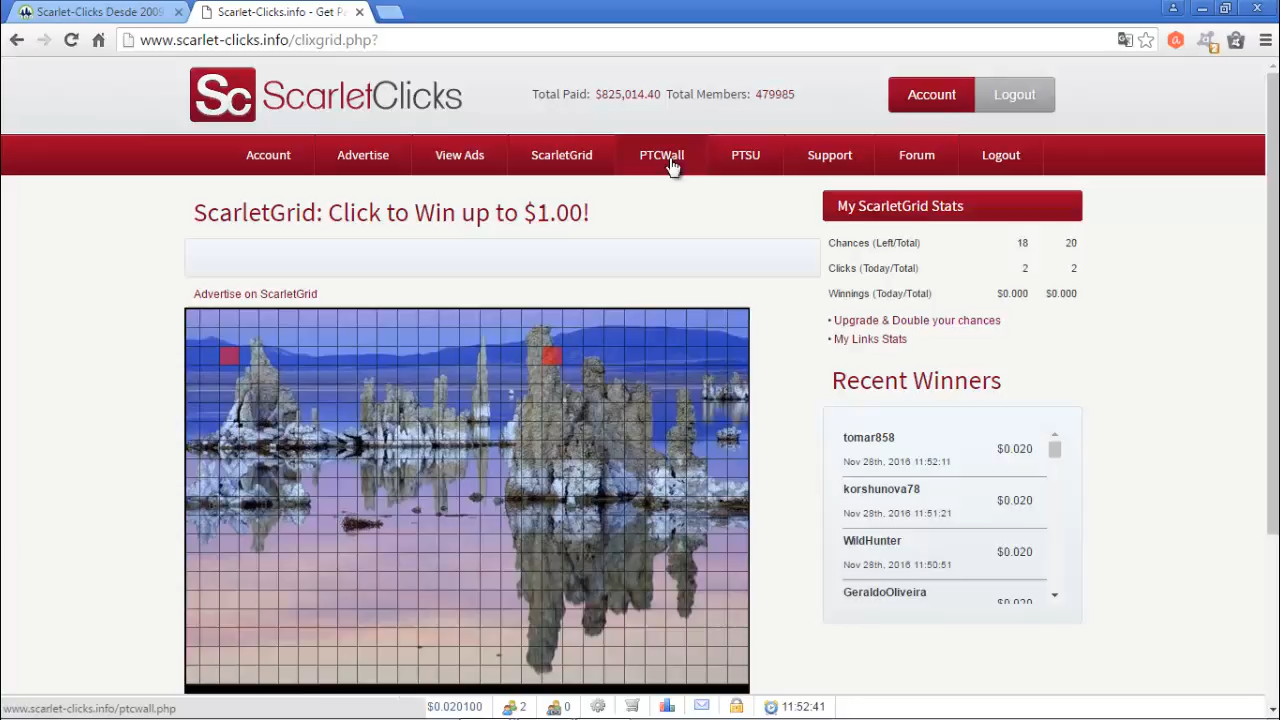 Scarlet-Clicks Desde 2009
Scarlet-Clicks.info - Get P
www.scarlet-clicks.info/clixgrid.php?
Sc ScarletClicks
Total Paid: $825,014.40 Total Members: 479985
Account Logout
Account Advertise View Ads ScarletGrid PTCWall PTSU Support Forum Logout
ScarletGrid: Click to Win up to $1.00!
Advertise on ScarletGrid
My ScarletGrid Stats
Chances (Left/Total) 18 20
Clicks (Today/Total) 2 2
Winnings (Today/Total) $0.000 $0.000
• Upgrade & Double your chances
• My Links Stats
Recent Winners
tomar858
$0.020
Nov 28th, 2016 11:52:11
korshunova78
$0.020
Nov 28th, 2016 11:51:21
WildHunter
$0.020
Nov 28th, 2016 11:50:51
GeraldoOliveira
$0.020
www.scarlet-clicks.info/ptcwall.php
$0.020100 2 0 11:52:41